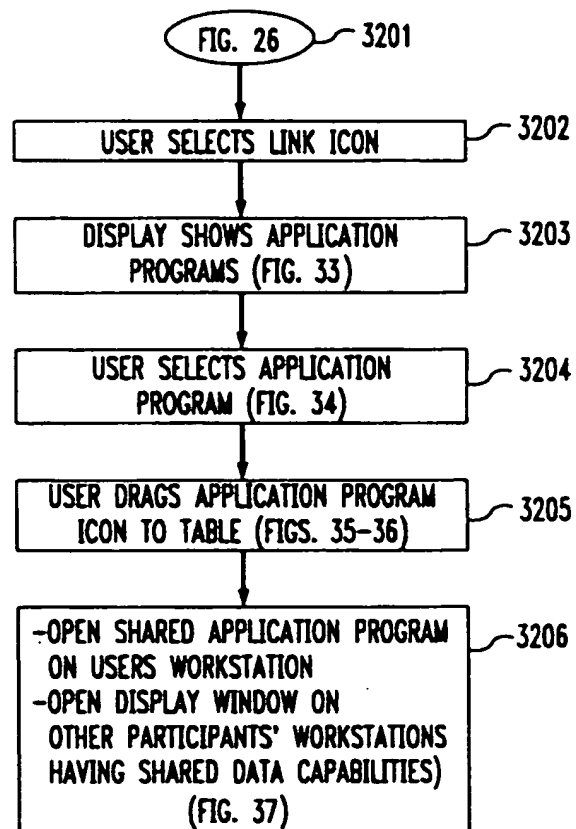 FIG. 26
3201
USER SELECTS LINK ICON
3202
DISPLAY SHOWS APPLICATION
PROGRAMS (FIG. 33)
3203
USER SELECTS APPLICATION
PROGRAM (FIG. 34)
3204
USER DRAGS APPLICATION PROGRAM
ICON TO TABLE (FIGS. 35-36)
3205
-OPEN SHARED APPLICATION PROGRAM
ON USERS WORKSTATION
-OPEN DISPLAY WINDOW ON
OTHER PARTICIPANTS' WORKSTATIONS
HAVING SHARED DATA CAPABILITIES)
(FIG. 37)
3206